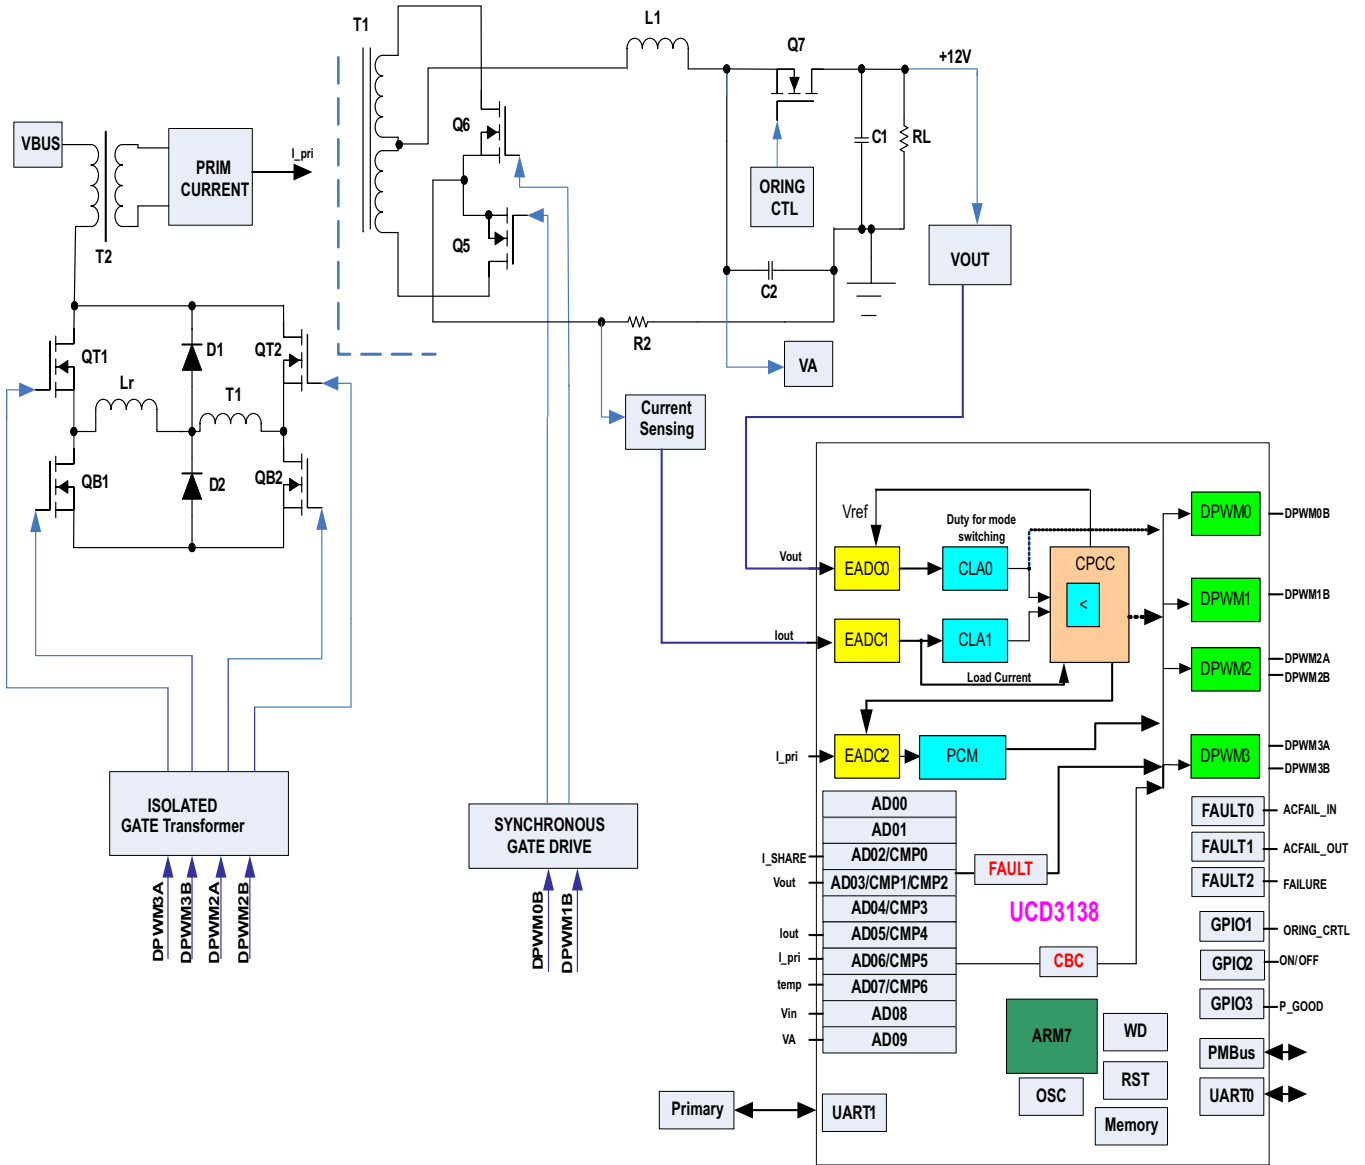 T1
L1
Q7
+12V
VBUS
PRIM
CURRENT
I_pri
Q6
C1
RL
ORING
CTL
T2
Q5
VOUT
C2
R2
VA
QT1
D1
QT2
Lr
T1
Current
Sensing
QB1
D2
QB2
Vref
Duty for mode
switching
DPWM0
DPWM0B
Vout
EADC0
CLA0
CPCC
<
DPWM1
DPWM1B
Iout
EADC1
CLA1
Load Current
DPWM2
DPWM2A
DPWM2B
I_pri
EADC2
PCM
DPWM3
DPWM3A
DPWM3B
ISOLATED
GATE Transformer
SYNCHRONOUS
GATE DRIVE
AD00
AD01
I_SHARE
AD02/CMP0
Vout
AD03/CMP1/CMP2
AD04/CMP3
Iout
AD05/CMP4
I_pri
AD06/CMP5
temp
AD07/CMP6
Vin
AD08
VA
AD09
FAULT
UCD3138
CBC
FAULT0
ACFAIL_IN
FAULT1
ACFAIL_OUT
FAULT2
FAILURE
GPIO1
ORING_CRTL
GPIO2
ON/OFF
GPIO3
P_GOOD
DPWM3A
DPWM3B
DPWM2A
DPWM2B
DPWM0B
DPWM1B
ARM7
WD
PMBus
RST
OSC
UART0
Primary
UART1
Memory